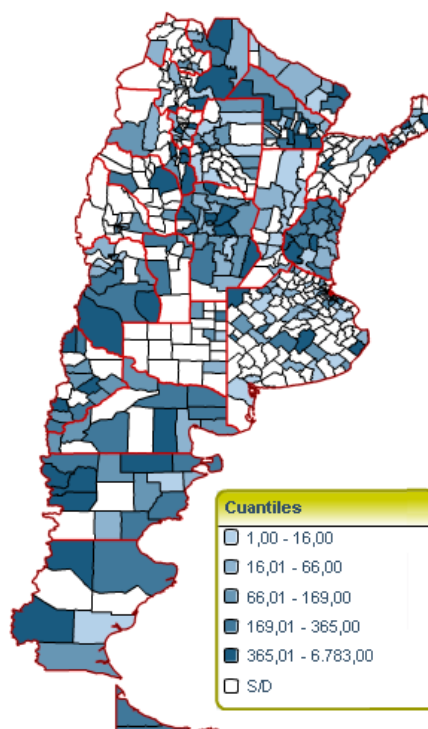 Cuantiles
1,00 - 16,00
16,01 - 66,00
66,01 - 169,00
169,01 - 365,00
365,01 - 6.783,00
S/D